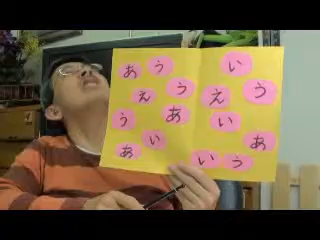 あ う い
え う え う
う あ い
あ い い う あ